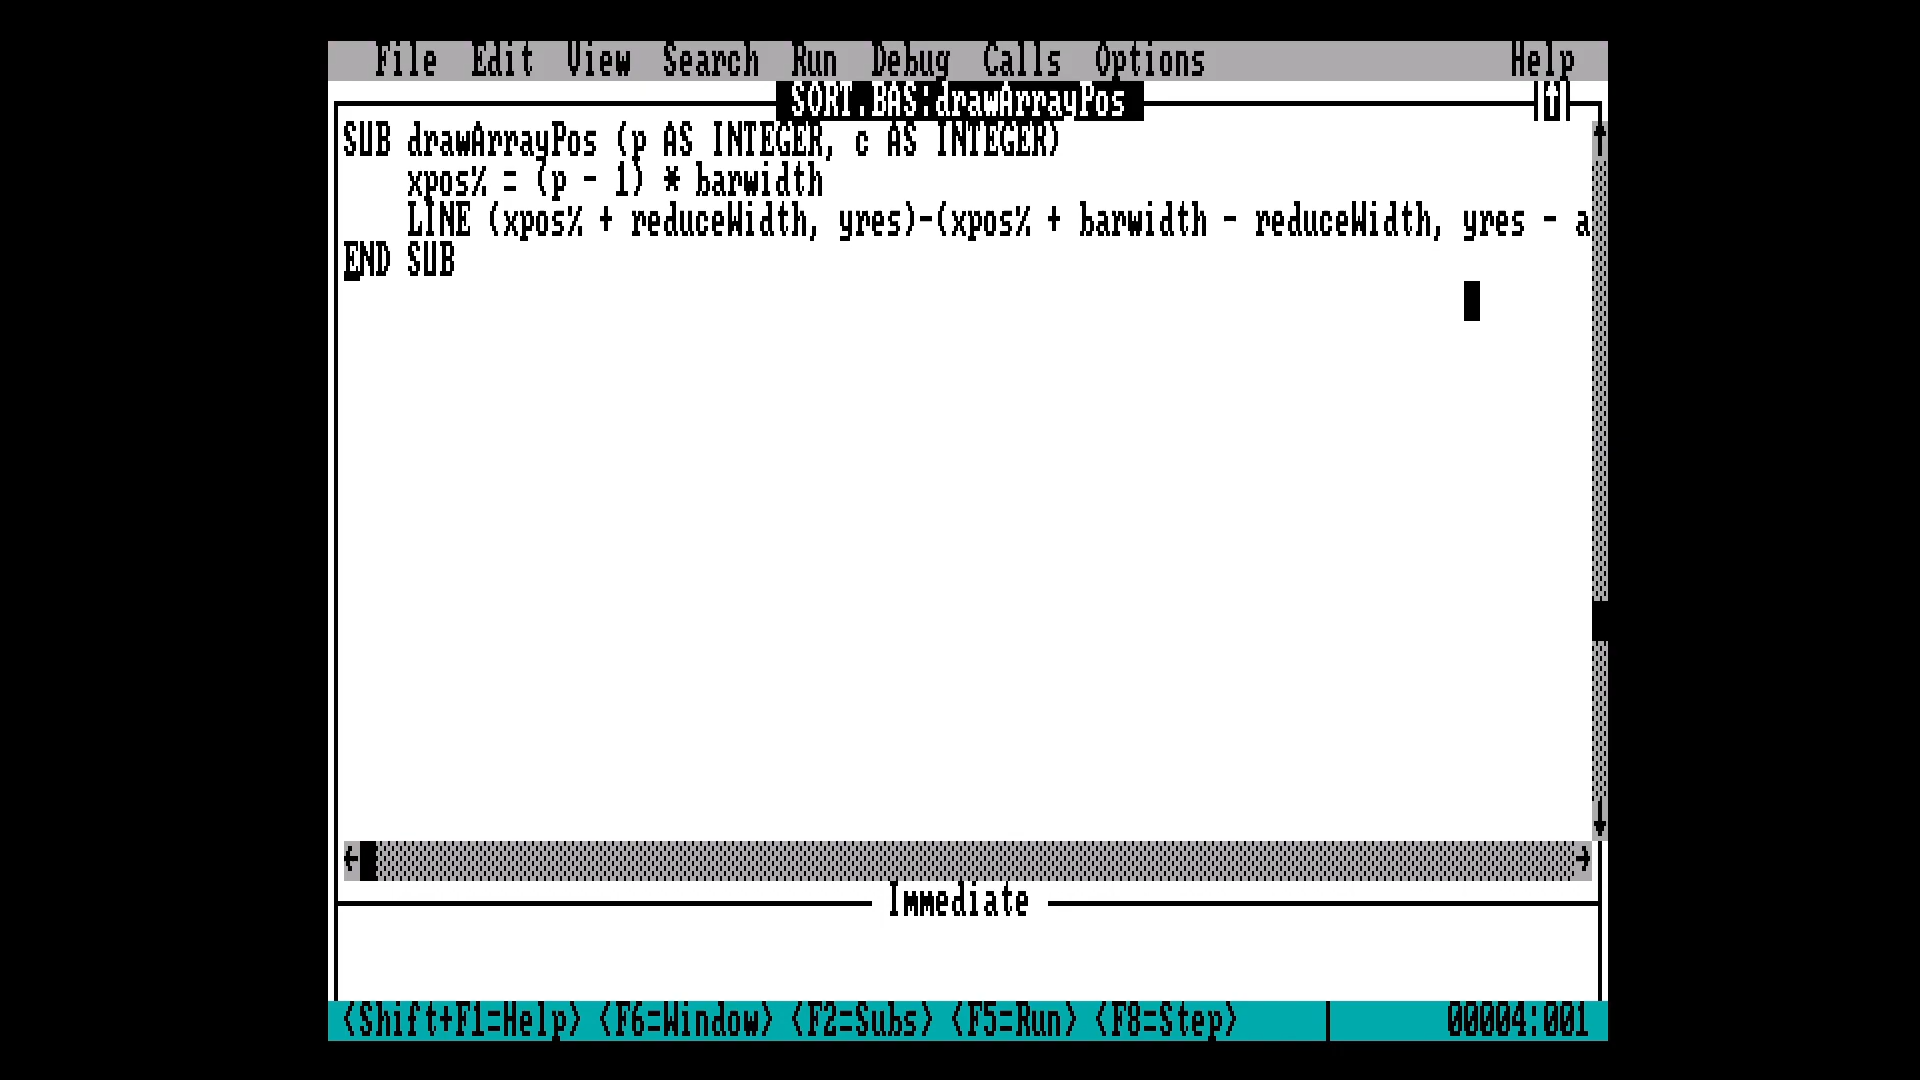 File Edit View Search Run Debug Calls Options Help
SORT.BAS:drawArrayPos
SUB drawArrayPos (p AS INTEGER, c AS INTEGER)
    xpos% = (p - 1) * barwidth
    LINE (xpos% + reduceWidth, yres)-(xpos% + barwidth - reduceWidth, yres - a
END SUB
Immediate
<Shift+F1=Help> <F6=Window> <F2=Subs> <F5=Run> <F8=Step> 00004:001